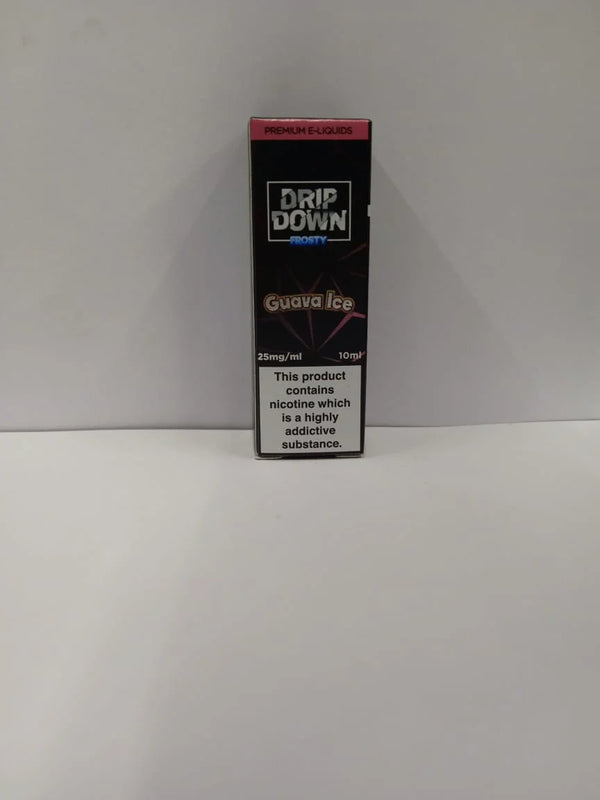 PREMIUM E-LIQUIDS
DRIP
DOWN
FROSTY
Guava Ice
25mg/ml 10ml
This product
contains
nicotine which
is a highly
addictive
substance.